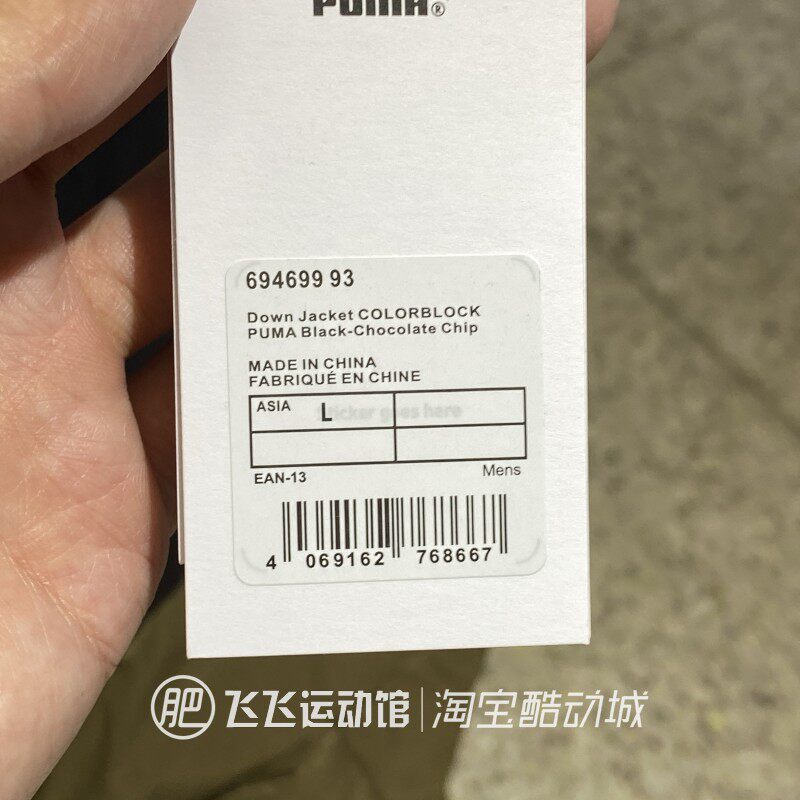 PUMA®
694699 93
Down Jacket COLORBLOCK
PUMA Black-Chocolate Chip
MADE IN CHINA
FABRIQUÉ EN CHINE
ASIA L
Sticker goes here
EAN-13 Mens
4 069162 768667
肥 飞飞运动馆|淘宝酷动城